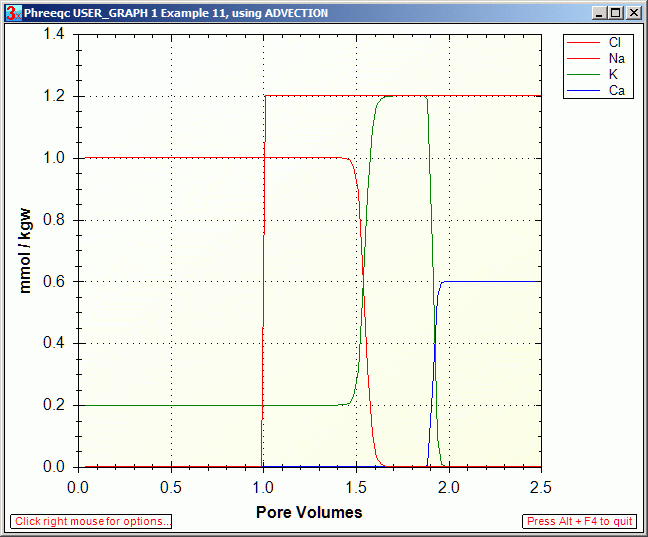 Phreeqc USER_GRAPH 1 Example 11, using ADVECTION
Cl
Na
K
Ca
1.4
1.2
1.0
0.8
0.6
0.4
0.2
0.0
mmol / kgw
0.0 0.5 1.0 1.5 2.0 2.5
Pore Volumes
Click right mouse for options...
Press Alt + F4 to quit